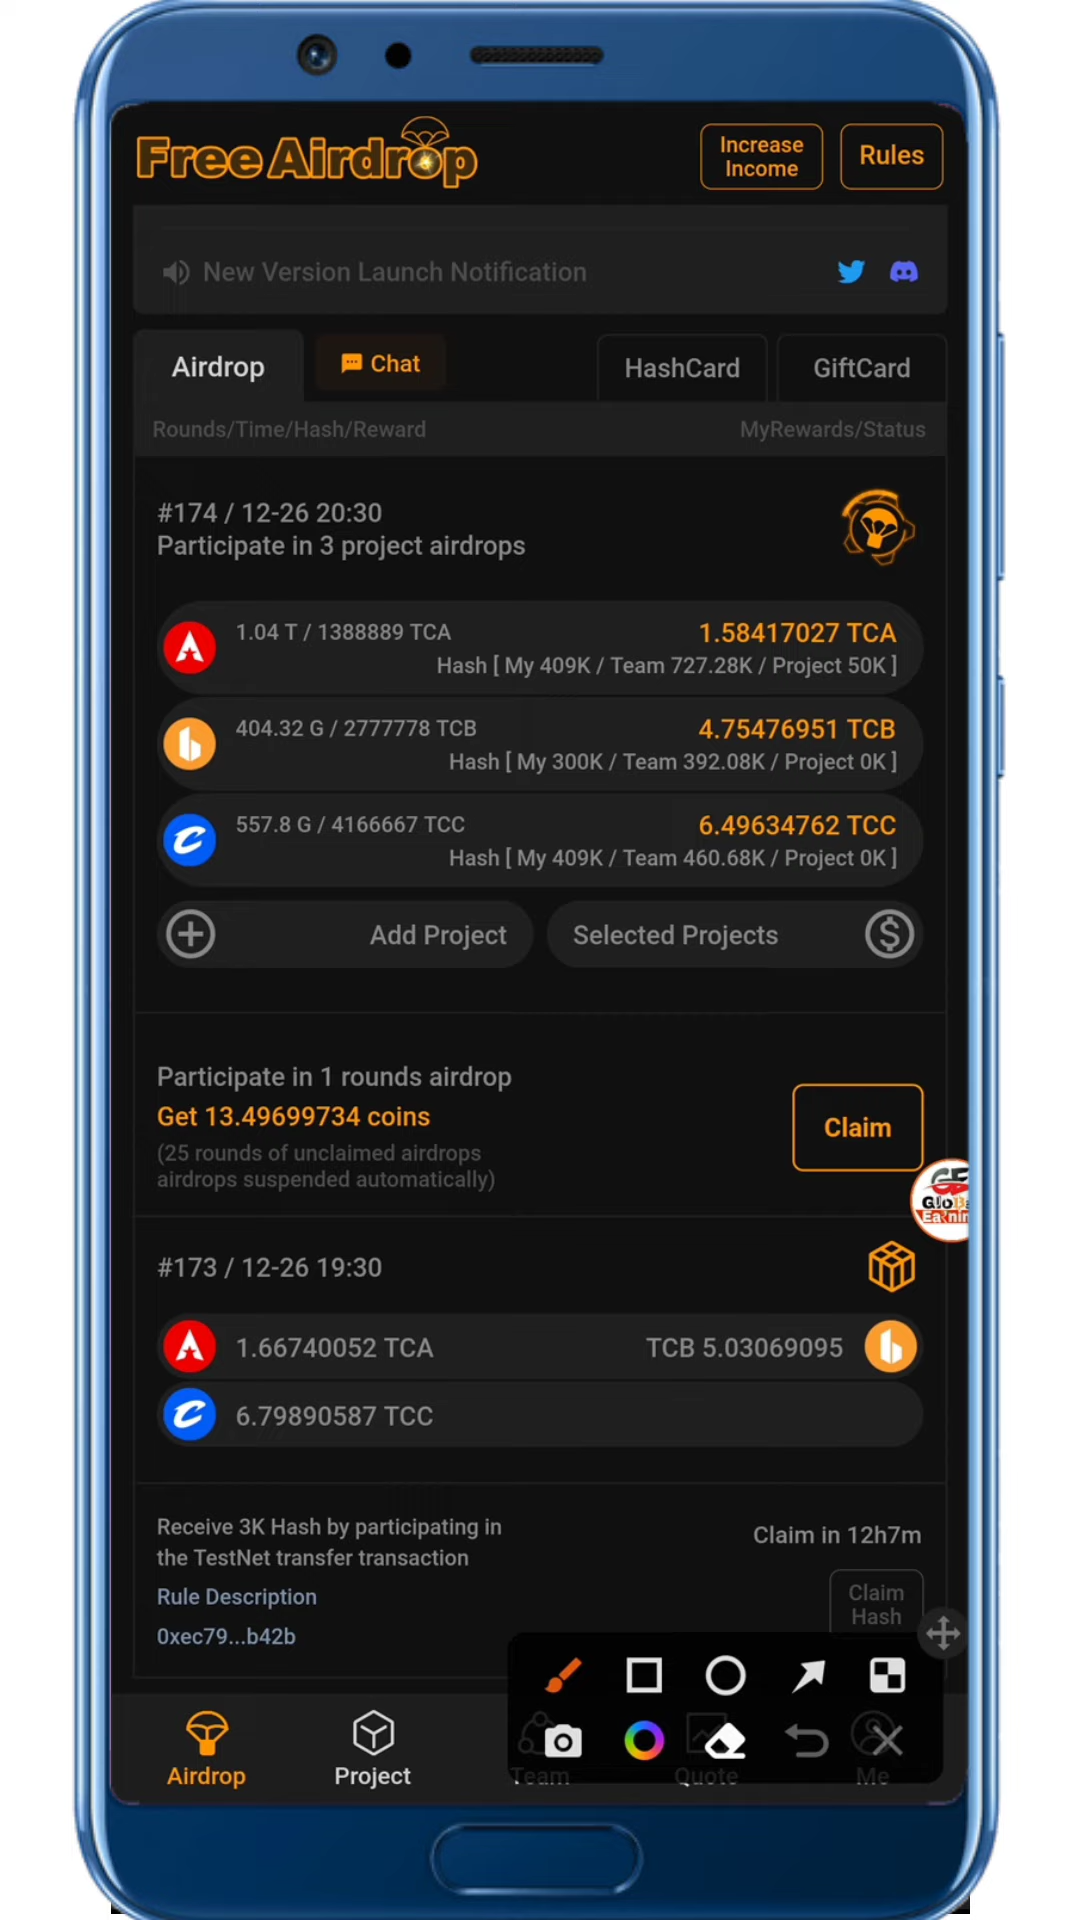 Free Airdrop
Increase
Income
Rules
New Version Launch Notification
Airdrop
Chat
HashCard
GiftCard
Rounds/Time/Hash/Reward
MyRewards/Status
#174 / 12-26 20:30
Participate in 3 project airdrops
1.04 T / 1388889 TCA
1.58417027 TCA
Hash [ My 409K / Team 727.28K / Project 50K ]
404.32 G / 2777778 TCB
4.75476951 TCB
Hash [ My 300K / Team 392.08K / Project 0K ]
557.8 G / 4166667 TCC
6.49634762 TCC
Hash [ My 409K / Team 460.68K / Project 0K ]
Add Project
Selected Projects
Participate in 1 rounds airdrop
Get 13.49699734 coins
(25 rounds of unclaimed airdrops
airdrops suspended automatically)
Claim
#173 / 12-26 19:30
1.66740052 TCA
TCB 5.03069095
6.79890587 TCC
Receive 3K Hash by participating in
the TestNet transfer transaction
Claim in 12h7m
Rule Description
Claim
Hash
0xec79...b42b
Airdrop
Project
Team
Quote
Me